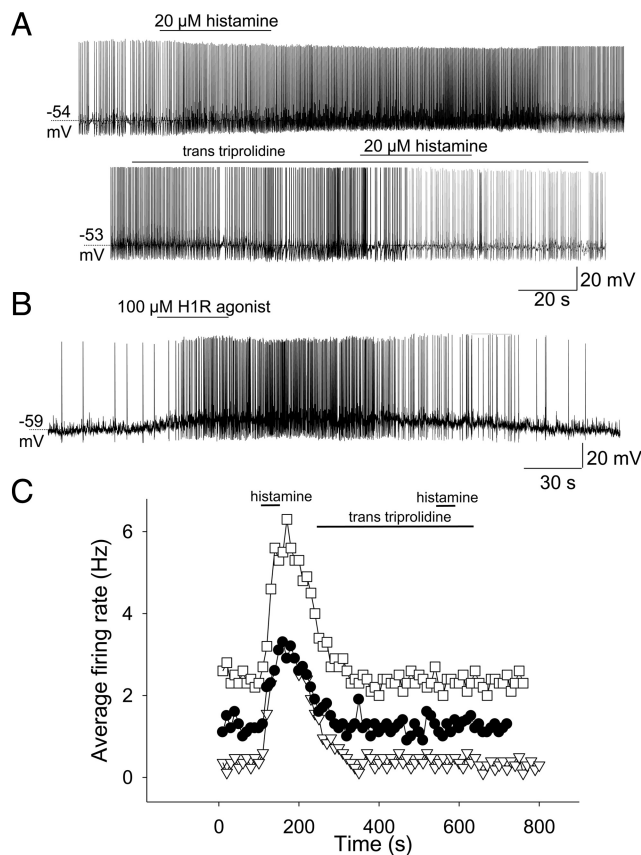 A
20 µM histamine
-54
mV
trans triprolidine
20 µM histamine
-53
mV
20 mV
20 s
B
100 µM H1R agonist
-59
mV
20 mV
30 s
C
histamine
histamine
trans triprolidine
6
4
2
0
Average firing rate (Hz)
0 200 400 600 800
Time (s)